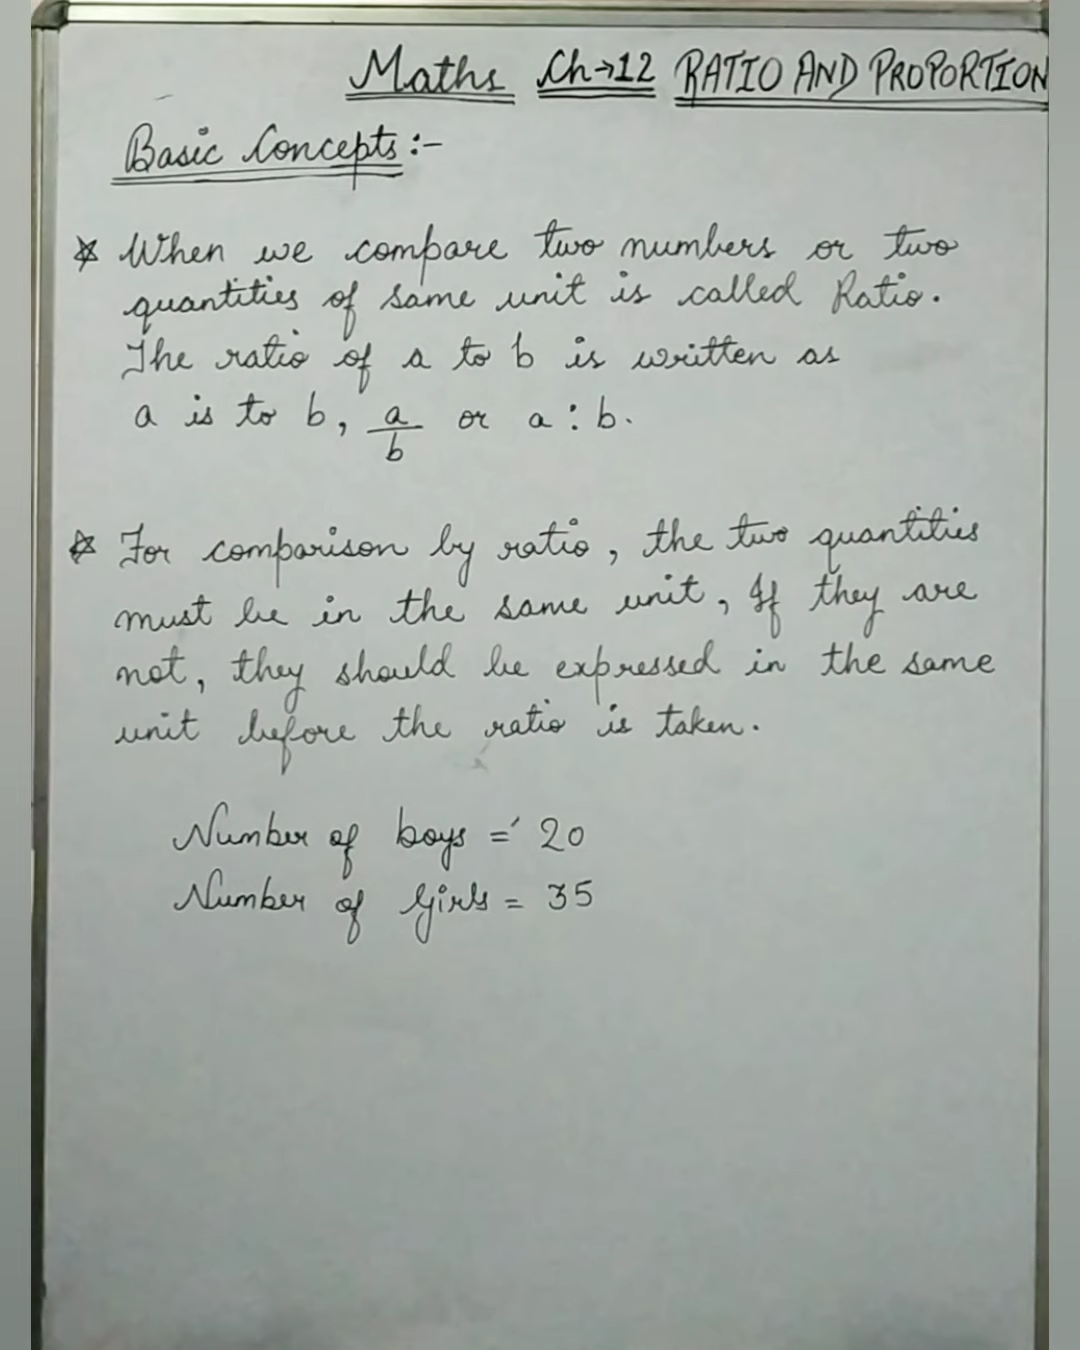 Maths Ch→12 RATIO AND PROPORTION
Basic Concepts :-
☆ When we compare two numbers or two
quantities of same unit is called Ratio.
The ratio of a to b is written as
a is to b, a/b or a : b.
☆ For comparison by ratio, the two quantities
must be in the same unit, If they are
not, they should be expressed in the same
unit before the ratio is taken.
Number of boys = 20
Number of Girls = 35